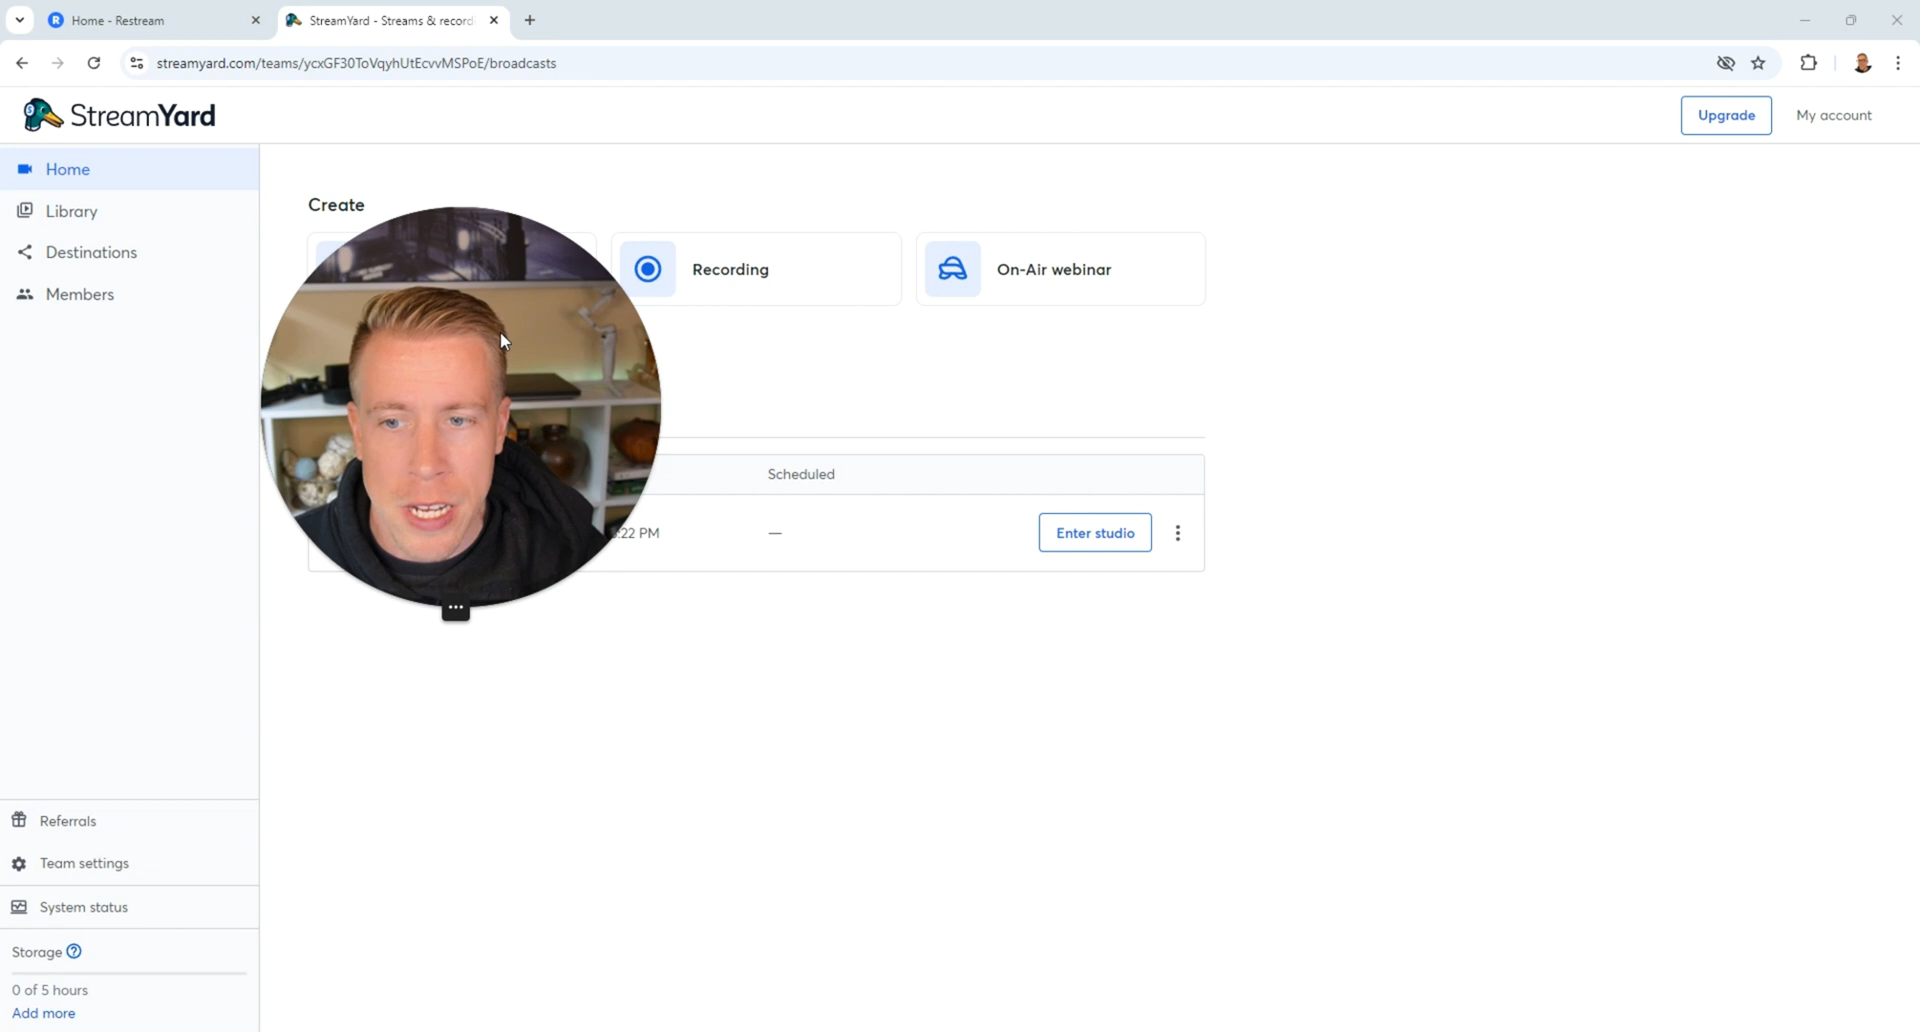 Home - Restream
StreamYard - Streams & record
streamyard.com/teams/ycxGF30ToVqyhUtEcvvMSPoE/broadcasts
StreamYard
Upgrade
My account
Home
Library
Destinations
Members
Create
Recording
On-Air webinar
Scheduled
:22 PM
—
Enter studio
Referrals
Team settings
System status
Storage
0 of 5 hours
Add more